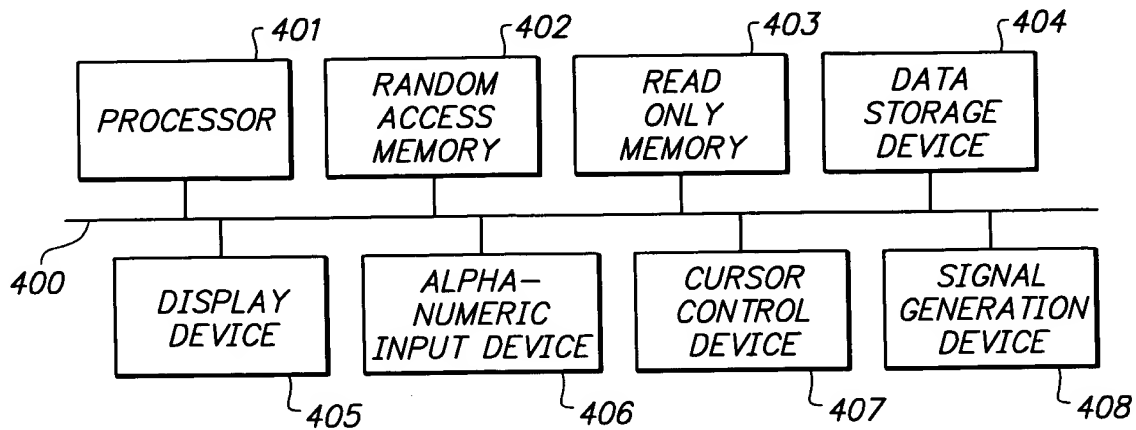 401
402
403
404
PROCESSOR
RANDOM
ACCESS
MEMORY
READ
ONLY
MEMORY
DATA
STORAGE
DEVICE
400
DISPLAY
DEVICE
ALPHA-
NUMERIC
INPUT DEVICE
CURSOR
CONTROL
DEVICE
SIGNAL
GENERATION
DEVICE
405
406
407
408